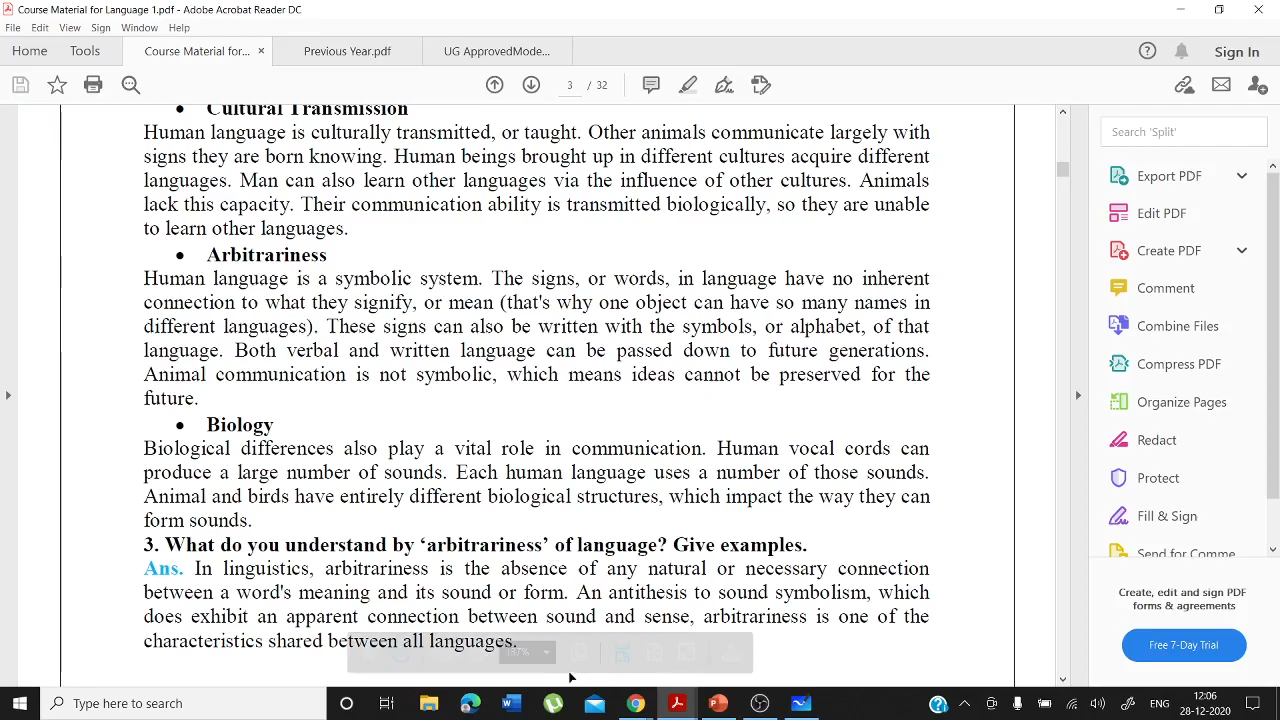 Course Material for Language 1.pdf - Adobe Acrobat Reader DC
File Edit View Sign Window Help
Home Tools Course Material for... × Previous Year.pdf UG ApprovedMode... Sign In
3 / 32
• Cultural Transmission
Human language is culturally transmitted, or taught. Other animals communicate largely with
signs they are born knowing. Human beings brought up in different cultures acquire different
languages. Man can also learn other languages via the influence of other cultures. Animals
lack this capacity. Their communication ability is transmitted biologically, so they are unable
to learn other languages.
• Arbitrariness
Human language is a symbolic system. The signs, or words, in language have no inherent
connection to what they signify, or mean (that's why one object can have so many names in
different languages). These signs can also be written with the symbols, or alphabet, of that
language. Both verbal and written language can be passed down to future generations.
Animal communication is not symbolic, which means ideas cannot be preserved for the
future.
• Biology
Biological differences also play a vital role in communication. Human vocal cords can
produce a large number of sounds. Each human language uses a number of those sounds.
Animal and birds have entirely different biological structures, which impact the way they can
form sounds.
3. What do you understand by ‘arbitrariness’ of language? Give examples.
Ans. In linguistics, arbitrariness is the absence of any natural or necessary connection
between a word's meaning and its sound or form. An antithesis to sound symbolism, which
does exhibit an apparent connection between sound and sense, arbitrariness is one of the
characteristics shared between all languages.
167%
Search 'Split'
Export PDF
Edit PDF
Create PDF
Comment
Combine Files
Compress PDF
Organize Pages
Redact
Protect
Fill & Sign
Send for Comme
Create, edit and sign PDF
forms & agreements
Free 7-Day Trial
Type here to search
ENG
12:06
28-12-2020